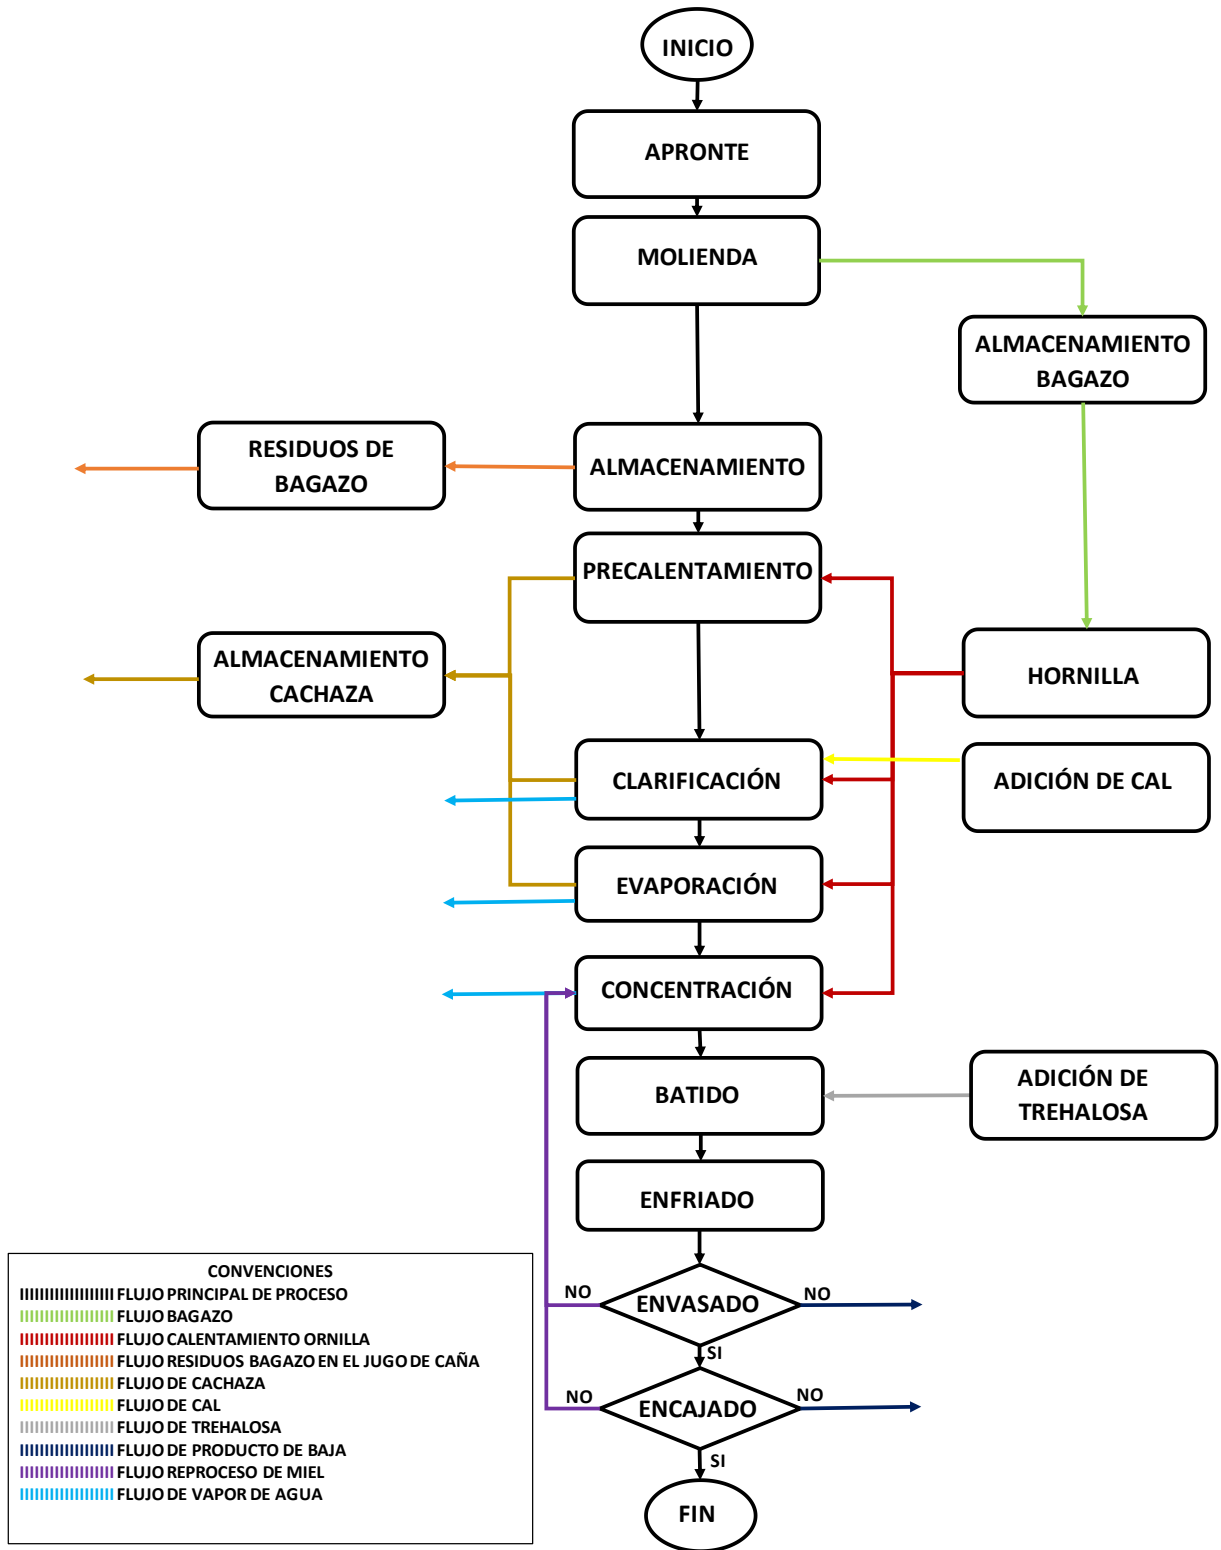 INICIO
APRONTE
MOLIENDA
ALMACENAMIENTO
BAGAZO
RESIDUOS DE
BAGAZO
ALMACENAMIENTO
PRECALENTAMIENTO
ALMACENAMIENTO
CACHAZA
HORNILLA
CLARIFICACIÓN
ADICIÓN DE CAL
EVAPORACIÓN
CONCENTRACIÓN
BATIDO
ADICIÓN DE
TREHALOSA
ENFRIADO
NO
ENVASADO
NO
SI
NO
ENCAJADO
NO
SI
FIN
CONVENCIONES
FLUJO PRINCIPAL DE PROCESO
FLUJO BAGAZO
FLUJO CALENTAMIENTO ORNILLA
FLUJO RESIDUOS BAGAZO EN EL JUGO DE CAÑA
FLUJO DE CACHAZA
FLUJO DE CAL
FLUJO DE TREHALOSA
FLUJO DE PRODUCTO DE BAJA
FLUJO REPROCESO DE MIEL
FLUJO DE VAPOR DE AGUA